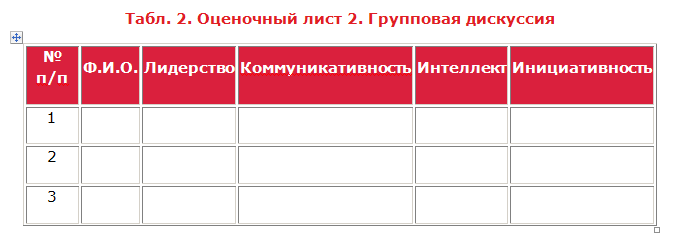 Табл. 2. Оценочный лист 2. Групповая дискуссия
№ п/п Ф.И.О. Лидерство Коммуникативность Интеллект Инициативность
1
2
3